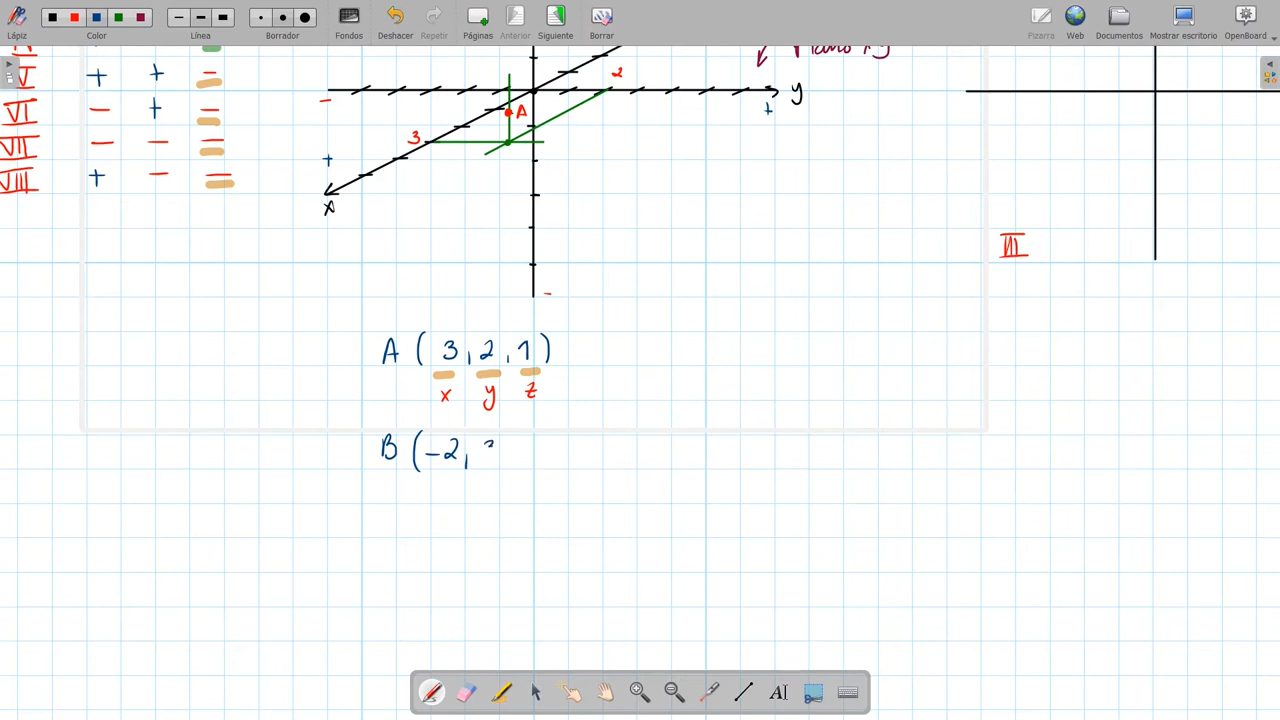 Lápiz Color Línea Borrador Fondos Deshacer Repetir Páginas Anterior Siguiente Borrar Pizarra Web Documentos Mostrar escritorio OpenBoard
V + + −
VI − + −
VII − − −
VIII + − −
2
y
+
−
A
3
+
x
III
−
A ( 3 , 2 , 1 )
x y z
B ( −2 ,